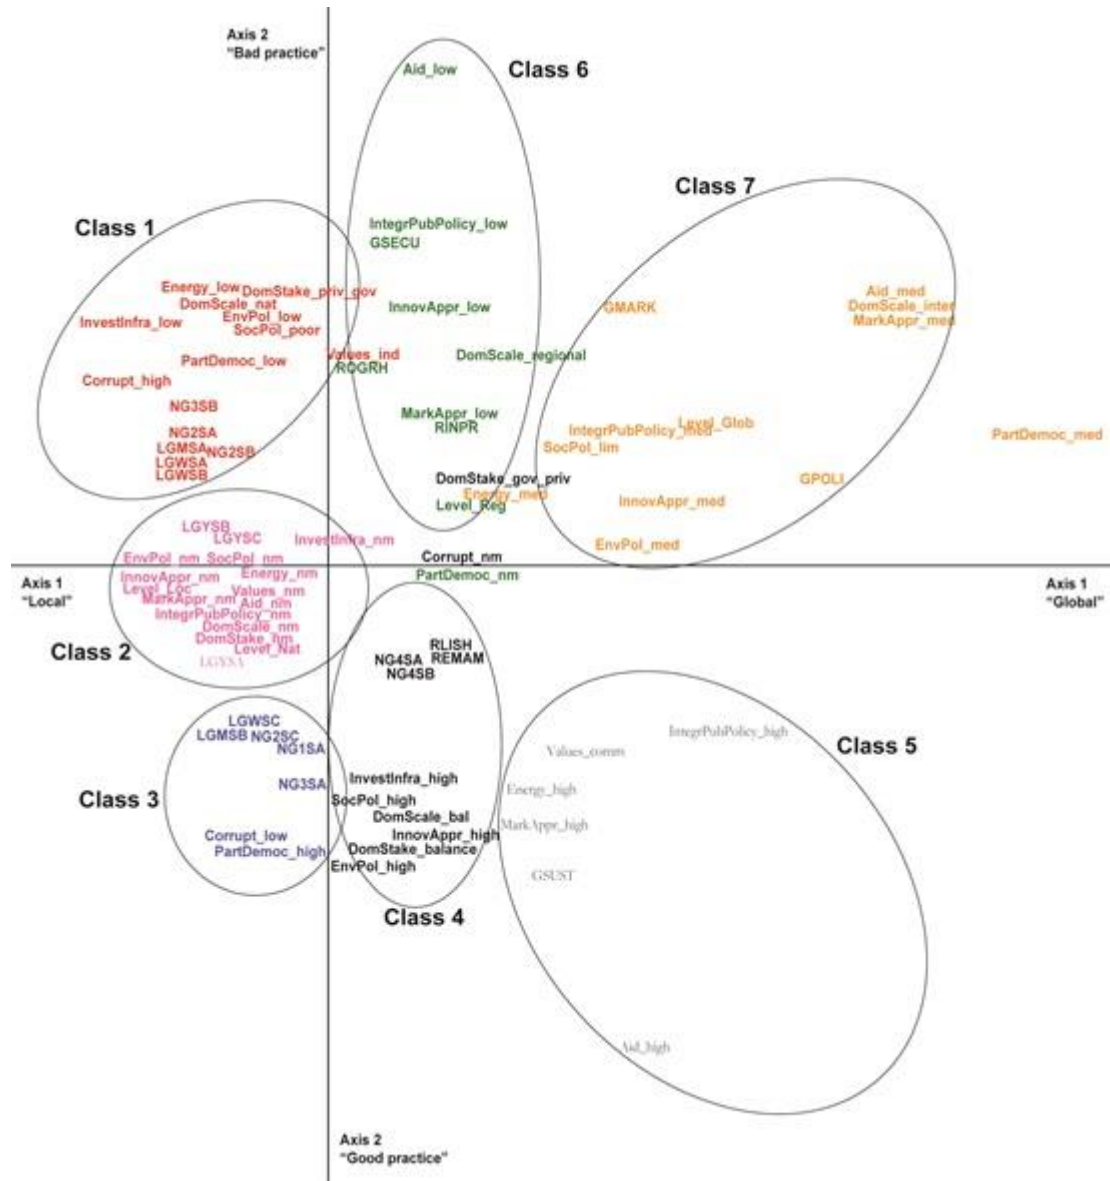 Axis 2
“Bad practice”
Aid_low
Class 6
Class 7
IntegrPubPolicy_low
GSECU
Class 1
Energy_low
DomStake_priv_gov
DomScale_nat
EnvPol_low
InvestInfra_low
SocPol_poor
InnovAppr_low
GMARK
Aid_med
DomScale_inter
MarkAppr_med
PartDemoc_low
Values_ind
ROGRH
DomScale_regional
Corrupt_high
NG3SB
NG2SA
LGMSA
NG2SB
LGWSA
LGWSB
MarkAppr_low
RINPR
Level_Glob
IntegrPubPolicy_med
SocPol_lim
PartDemoc_med
DomStake_gov_priv
Energy_med
Level_Reg
GPOLI
InnovAppr_med
EnvPol_med
LGYSB
LGYSC
InvestInfra_nm
EnvPol_nm
SocPol_nm
Corrupt_nm
PartDemoc_nm
Axis 1
“Local”
Axis 1
“Global”
InnovAppr_nm
Energy_nm
Level_Loc
Values_nm
MarkAppr_nm
Aid_nm
IntegrPubPolicy_nm
DomScale_nm
DomStake_nm
Level_Nat
LGYSA
Class 2
RLISH
NG4SA
REMAM
NG4SB
LGWSC
LGMSB
NG2SC
NG1SA
NG3SA
Class 3
Corrupt_low
PartDemoc_high
InvestInfra_high
SocPol_high
DomScale_bal
InnovAppr_high
DomStake_balance
EnvPol_high
Class 4
IntegrPubPolicy_high
Values_comm
Class 5
Energy_high
MarkAppr_high
GSUST
Aid_high
Axis 2
“Good practice”